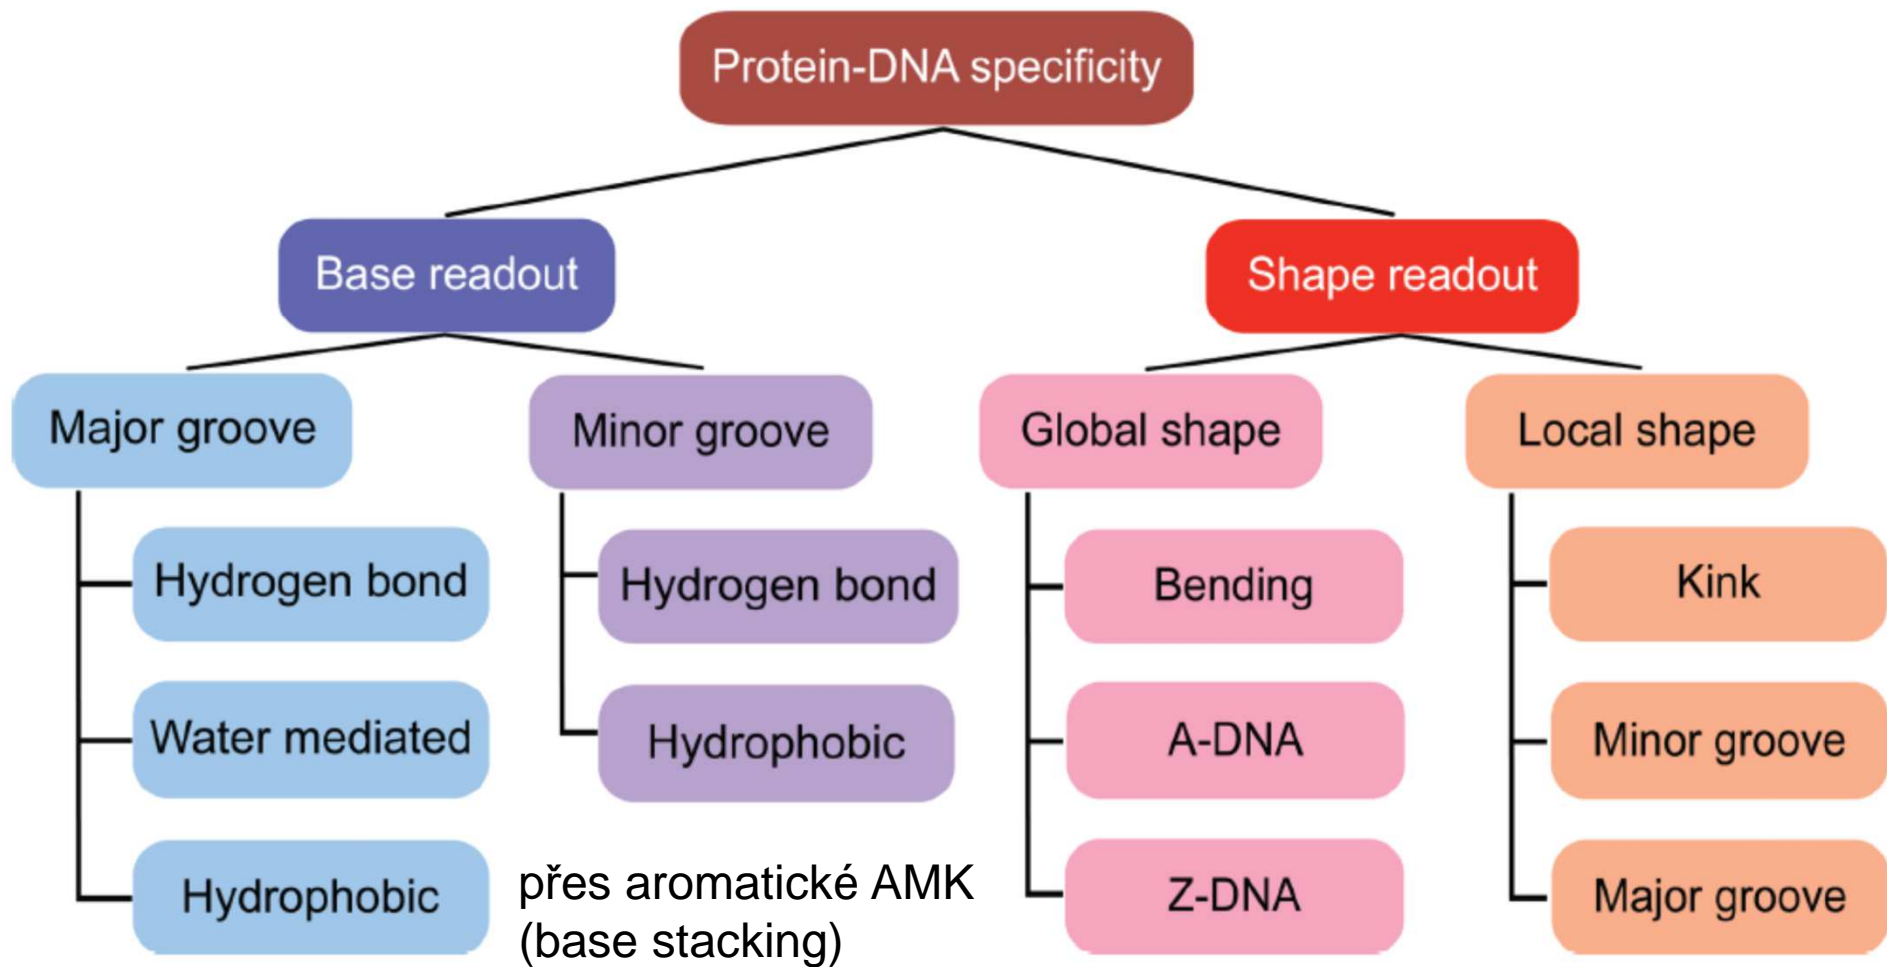 Protein-DNA specificity
Base readout
Shape readout
Major groove
Minor groove
Global shape
Local shape
Hydrogen bond
Hydrogen bond
Bending
Kink
Water mediated
Hydrophobic
A-DNA
Minor groove
Hydrophobic
přes aromatické AMK
(base stacking)
Z-DNA
Major groove